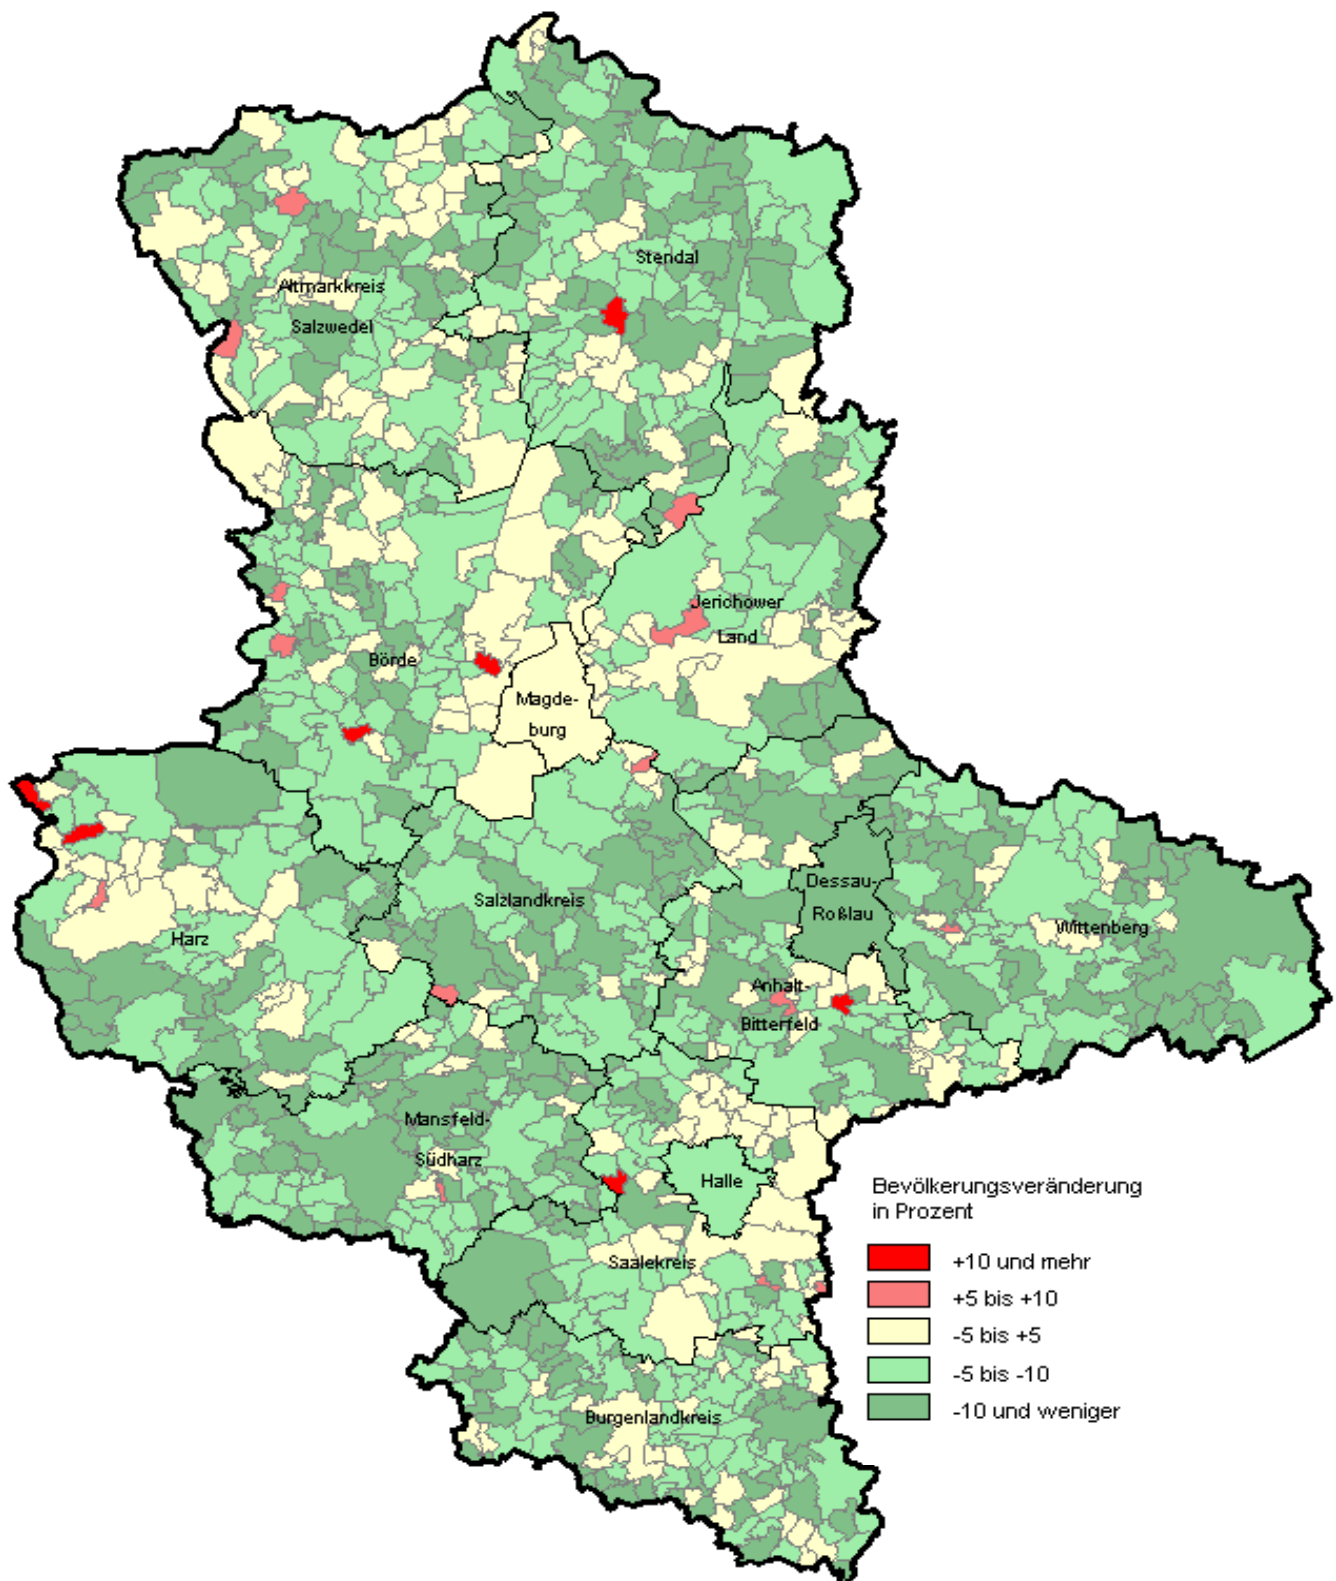 Stendal
Altmarkkreis
Salzwedel
Jerichower
Land
Börde
Magde-
burg
Dessau-
Roßlau
Salzlandkreis
Wittenberg
Harz
Anhalt-
Bitterfeld
Mansfeld-
Südharz
Halle
Saalekreis
Burgenlandkreis
Bevölkerungsveränderung
in Prozent
+10 und mehr
+5 bis +10
-5 bis +5
-5 bis -10
-10 und weniger